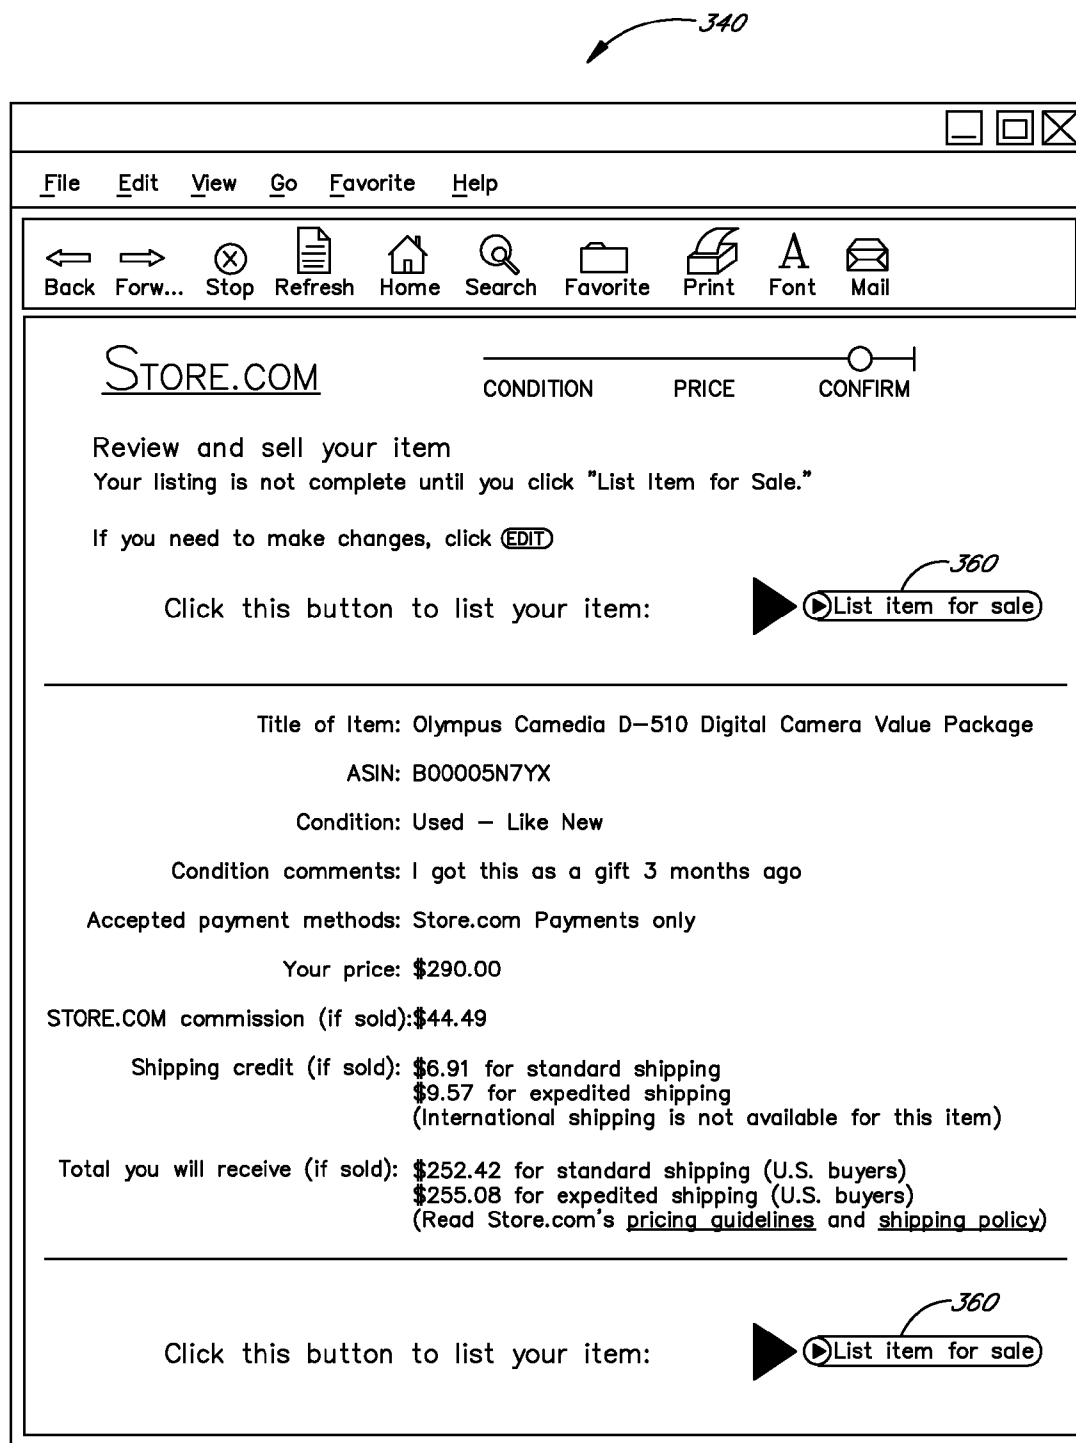 340
File Edit View Go Favorite Help
Back Forw... Stop Refresh Home Search Favorite Print Font Mail
STORE.COM
CONDITION PRICE CONFIRM
Review and sell your item
Your listing is not complete until you click "List Item for Sale."
If you need to make changes, click EDIT
360
Click this button to list your item: List item for sale
Title of Item: Olympus Camedia D-510 Digital Camera Value Package
ASIN: B00005N7YX
Condition: Used - Like New
Condition comments: I got this as a gift 3 months ago
Accepted payment methods: Store.com Payments only
Your price: $290.00
STORE.COM commission (if sold): $44.49
Shipping credit (if sold): $6.91 for standard shipping
$9.57 for expedited shipping
(International shipping is not available for this item)
Total you will receive (if sold): $252.42 for standard shipping (U.S. buyers)
$255.08 for expedited shipping (U.S. buyers)
(Read Store.com's pricing guidelines and shipping policy)
360
Click this button to list your item: List item for sale